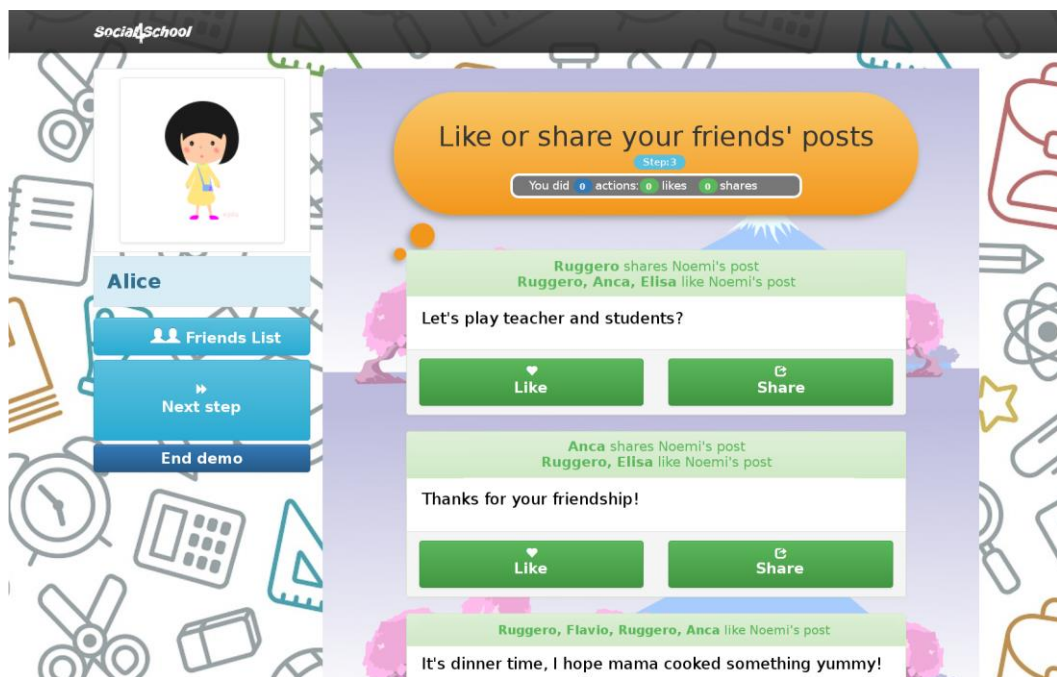 Social4School
Like or share your friends' posts
Step:3
You did 0 actions: 0 likes 0 shares
Alice
Friends List
Next step
End demo
Ruggero shares Noemi's post
Ruggero, Anca, Elisa like Noemi's post
Let's play teacher and students?
Like
Share
Anca shares Noemi's post
Ruggero, Elisa like Noemi's post
Thanks for your friendship!
Like
Share
Ruggero, Flavio, Ruggero, Anca like Noemi's post
It's dinner time, I hope mama cooked something yummy!